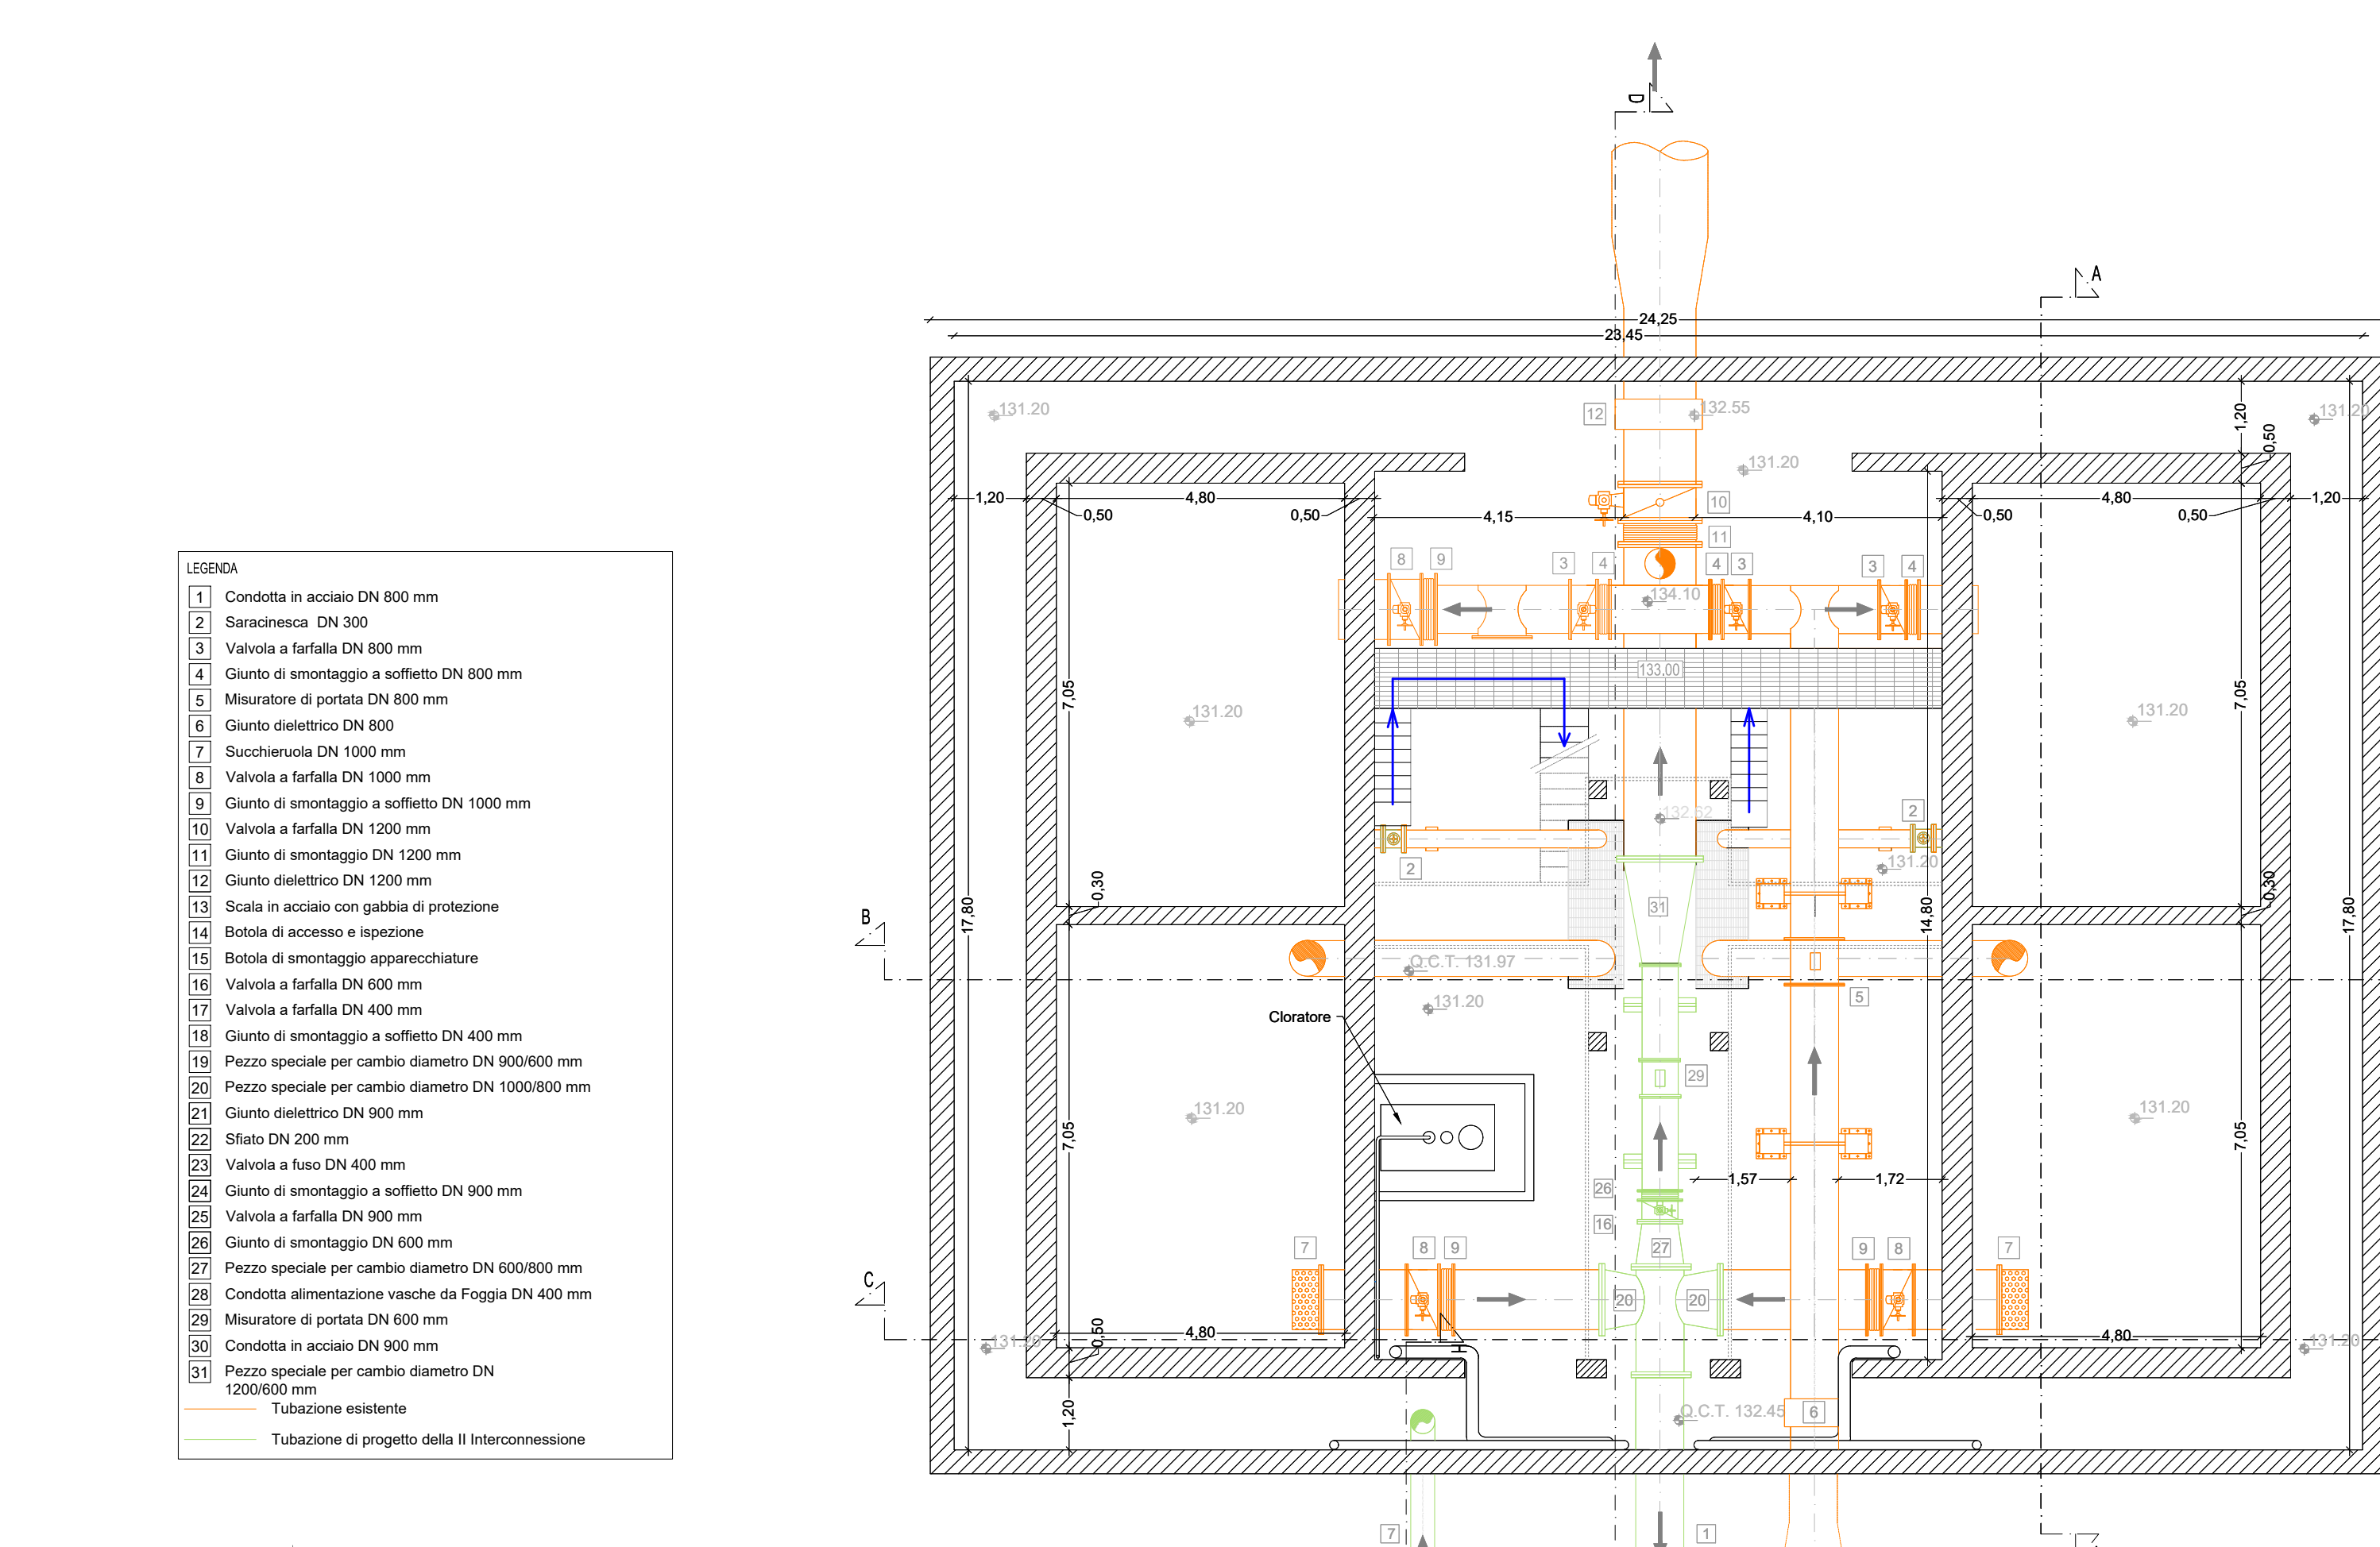 D
A
24,25
23,45
131.20
12
132.55
131.20
131.20
1,20
0,50
1,20
4,80
0,50
0,50
4,15
10
4,10
0,50
4,80
0,50
1,20
11
8
9
3
4
4
3
3
4
134.10
133,00
LEGENDA
1 Condotta in acciaio DN 800 mm
2 Saracinesca DN 300
3 Valvola a farfalla DN 800 mm
4 Giunto di smontaggio a soffietto DN 800 mm
5 Misuratore di portata DN 800 mm
6 Giunto dielettrico DN 800
7 Succhieruola DN 1000 mm
8 Valvola a farfalla DN 1000 mm
9 Giunto di smontaggio a soffietto DN 1000 mm
10 Valvola a farfalla DN 1200 mm
11 Giunto di smontaggio DN 1200 mm
12 Giunto dielettrico DN 1200 mm
13 Scala in acciaio con gabbia di protezione
14 Botola di accesso e ispezione
15 Botola di smontaggio apparecchiature
16 Valvola a farfalla DN 600 mm
17 Valvola a farfalla DN 400 mm
18 Giunto di smontaggio a soffietto DN 400 mm
19 Pezzo speciale per cambio diametro DN 900/600 mm
20 Pezzo speciale per cambio diametro DN 1000/800 mm
21 Giunto dielettrico DN 900 mm
22 Sfiato DN 200 mm
23 Valvola a fuso DN 400 mm
24 Giunto di smontaggio a soffietto DN 900 mm
25 Valvola a farfalla DN 900 mm
26 Giunto di smontaggio DN 600 mm
27 Pezzo speciale per cambio diametro DN 600/800 mm
28 Condotta alimentazione vasche da Foggia DN 400 mm
29 Misuratore di portata DN 600 mm
30 Condotta in acciaio DN 900 mm
31 Pezzo speciale per cambio diametro DN
1200/600 mm
Tubazione esistente
Tubazione di progetto della II Interconnessione
7,05
7,05
131.20
131.20
132.62
2
2
131.20
0,30
0,30
31
17,80
14,80
17,80
B
Q.C.T. 131.97
5
131.20
Cloratore
29
131.20
131.20
7,05
7,05
1,57
1,72
26
16
7
8
9
27
9
8
7
C
20
20
131.20
4,80
0,50
H
4,80
131.20
1,20
Q.C.T. 132.45
6
7
1